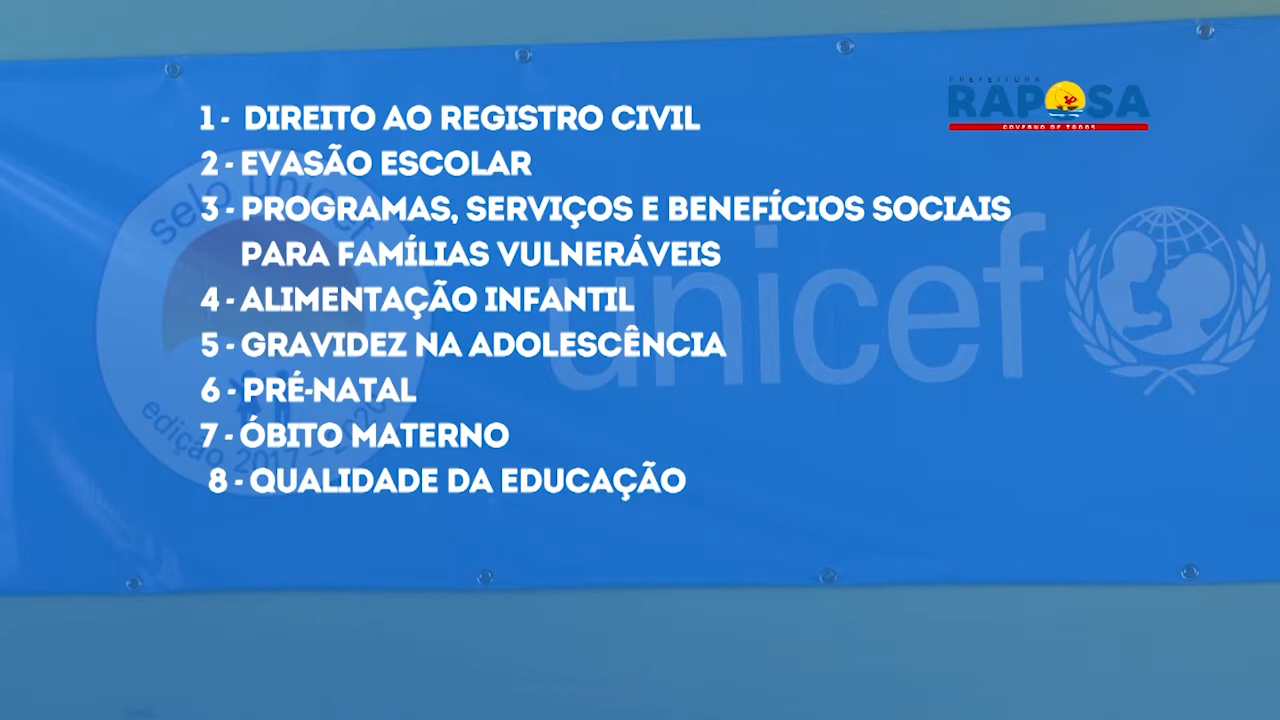 PREFEITURA
RAPOSA
GOVERNO DE TODOS
1 - DIREITO AO REGISTRO CIVIL
2 - EVASÃO ESCOLAR
3 - PROGRAMAS, SERVIÇOS E BENEFÍCIOS SOCIAIS
PARA FAMÍLIAS VULNERÁVEIS
4 - ALIMENTAÇÃO INFANTIL
5 - GRAVIDEZ NA ADOLESCÊNCIA
6 - PRÉ-NATAL
7 - ÓBITO MATERNO
8 - QUALIDADE DA EDUCAÇÃO
selo unicef
edição 2017 - 2020
unicef